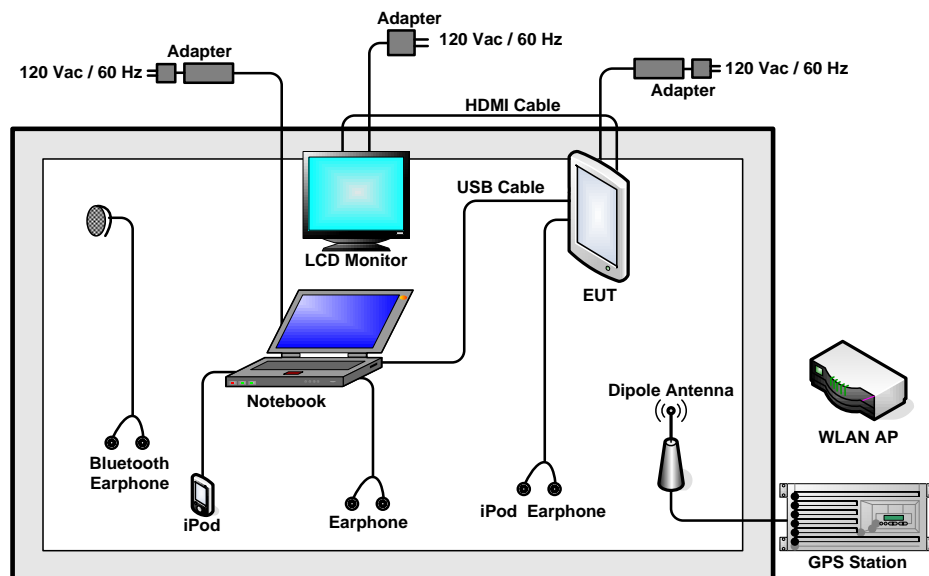 Adapter
120 Vac / 60 Hz
Adapter
120 Vac / 60 Hz
120 Vac / 60 Hz
Adapter
HDMI Cable
USB Cable
LCD Monitor
EUT
Notebook
Dipole Antenna
WLAN AP
Bluetooth
Earphone
iPod
Earphone
iPod Earphone
GPS Station